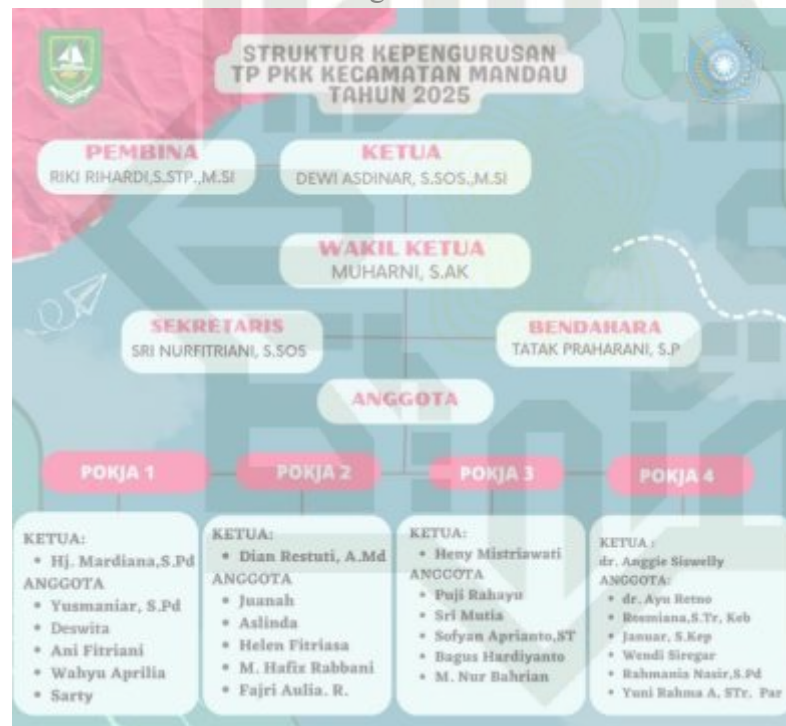 STRUKTUR KEPENGURUSAN
TP PKK KECAMATAN MANDAU
TAHUN 2025
PEMBINA
RIKI RIHARDI,S.STP.,M.SI
KETUA
DEWI ASDINAR, S.SOS.,M.SI
WAKIL KETUA
MUHARNI, S.AK
SEKRETARIS
SRI NURFITRIANI, S.SOS
BENDAHARA
TATAK PRAHARANI, S.P
ANGGOTA
POKJA 1
KETUA:
• Hj. Mardiana,S.Pd
ANGGOTA
• Yusmaniar, S.Pd
• Deswita
• Ani Fitriani
• Wahyu Aprilia
• Sarty
POKJA 2
KETUA:
• Dian Restuti, A.Md
ANGGOTA
• Juanah
• Aslinda
• Helen Fitriasa
• M. Hafiz Rabbani
• Fajri Aulia. R.
POKJA 3
KETUA:
• Heny Mistriawati
ANGGOTA
• Puji Rahayu
• Sri Mutia
• Sofyan Aprianto,ST
• Bagus Hardiyanto
• M. Nur Bahrian
POKJA 4
KETUA :
dr. Anggie Siswelly
ANGGOTA:
• dr. Ayu Retno
• Rosmiana,S.Tr, Keb
• Januar, S.Kep
• Wendi Siregar
• Rahmania Nasir,S.Pd
• Yuni Rahma A, STr. Par